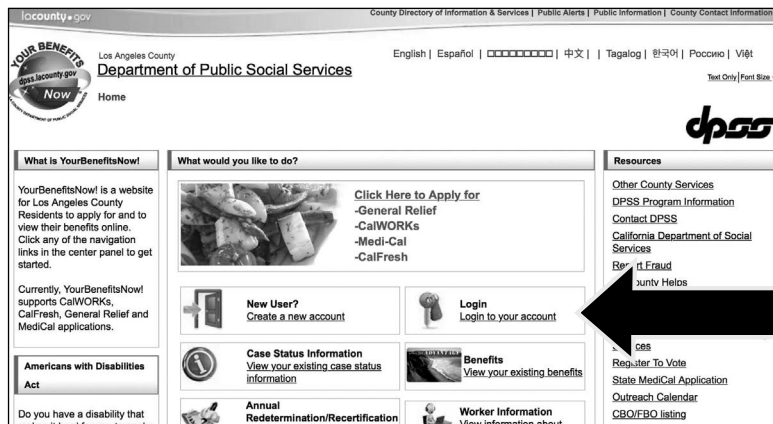 lacounty.gov
County Directory of Information & Services | Public Alerts | Public Information | County Contact Information
YOUR BENEFITS
dpss.lacounty.gov
Now
Los Angeles County
Department of Public Social Services
Home
English | Español | □□□□□□□□□ | 中文 | | Tagalog | 한국어 | Россию | Việt
Text Only | Font Size
dpss
What is YourBenefitsNow!
YourBenefitsNow! is a website
for Los Angeles County
Residents to apply for and to
view their benefits online.
Click any of the navigation
links in the center panel to get
started.
Currently, YourBenefitsNow!
supports CalWORKs,
CalFresh, General Relief and
MediCal applications.
Americans with Disabilities
Act
Do you have a disability that
What would you like to do?
Click Here to Apply for
-General Relief
-CalWORKs
-Medi-Cal
-CalFresh
New User?
Create a new account
Login
Login to your account
Case Status Information
View your existing case status
information
ADVANTAGE
Benefits
View your existing benefits
Annual
Redetermination/Recertification
Worker Information
View information about
Resources
Other County Services
DPSS Program Information
Contact DPSS
California Department of Social
Services
Report Fraud
County Helps
Register To Vote
State MediCal Application
Outreach Calendar
CBO/FBO listing